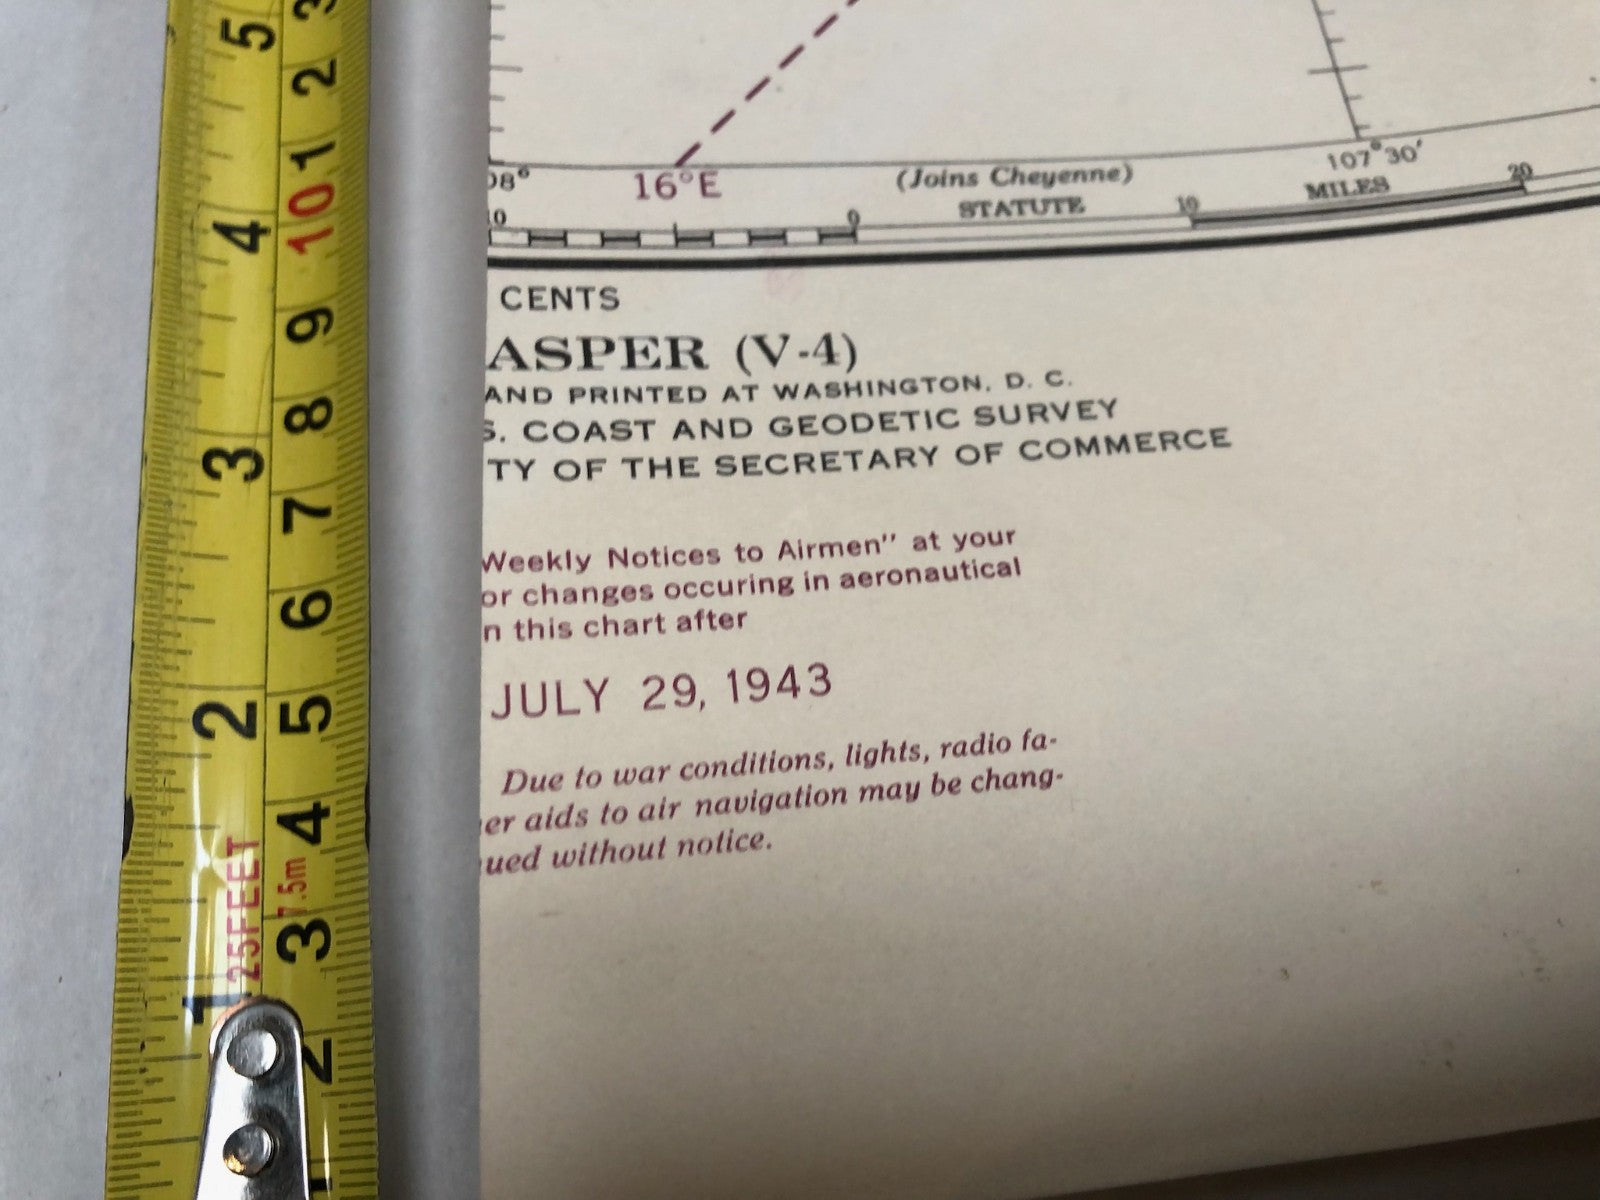 5
3
2
1
4
10
9
8
3
7
6
2
5
4
25FEET
7.5m
3
1
2
1
08°
16°E
(Joins Cheyenne)
107°30'
10
0
STATUTE
10
MILES
20
CENTS
ASPER (V-4)
AND PRINTED AT WASHINGTON, D. C.
S. COAST AND GEODETIC SURVEY
TY OF THE SECRETARY OF COMMERCE
Weekly Notices to Airmen" at your
or changes occuring in aeronautical
n this chart after
JULY 29, 1943
Due to war conditions, lights, radio fa-
er aids to air navigation may be chang-
ued without notice.